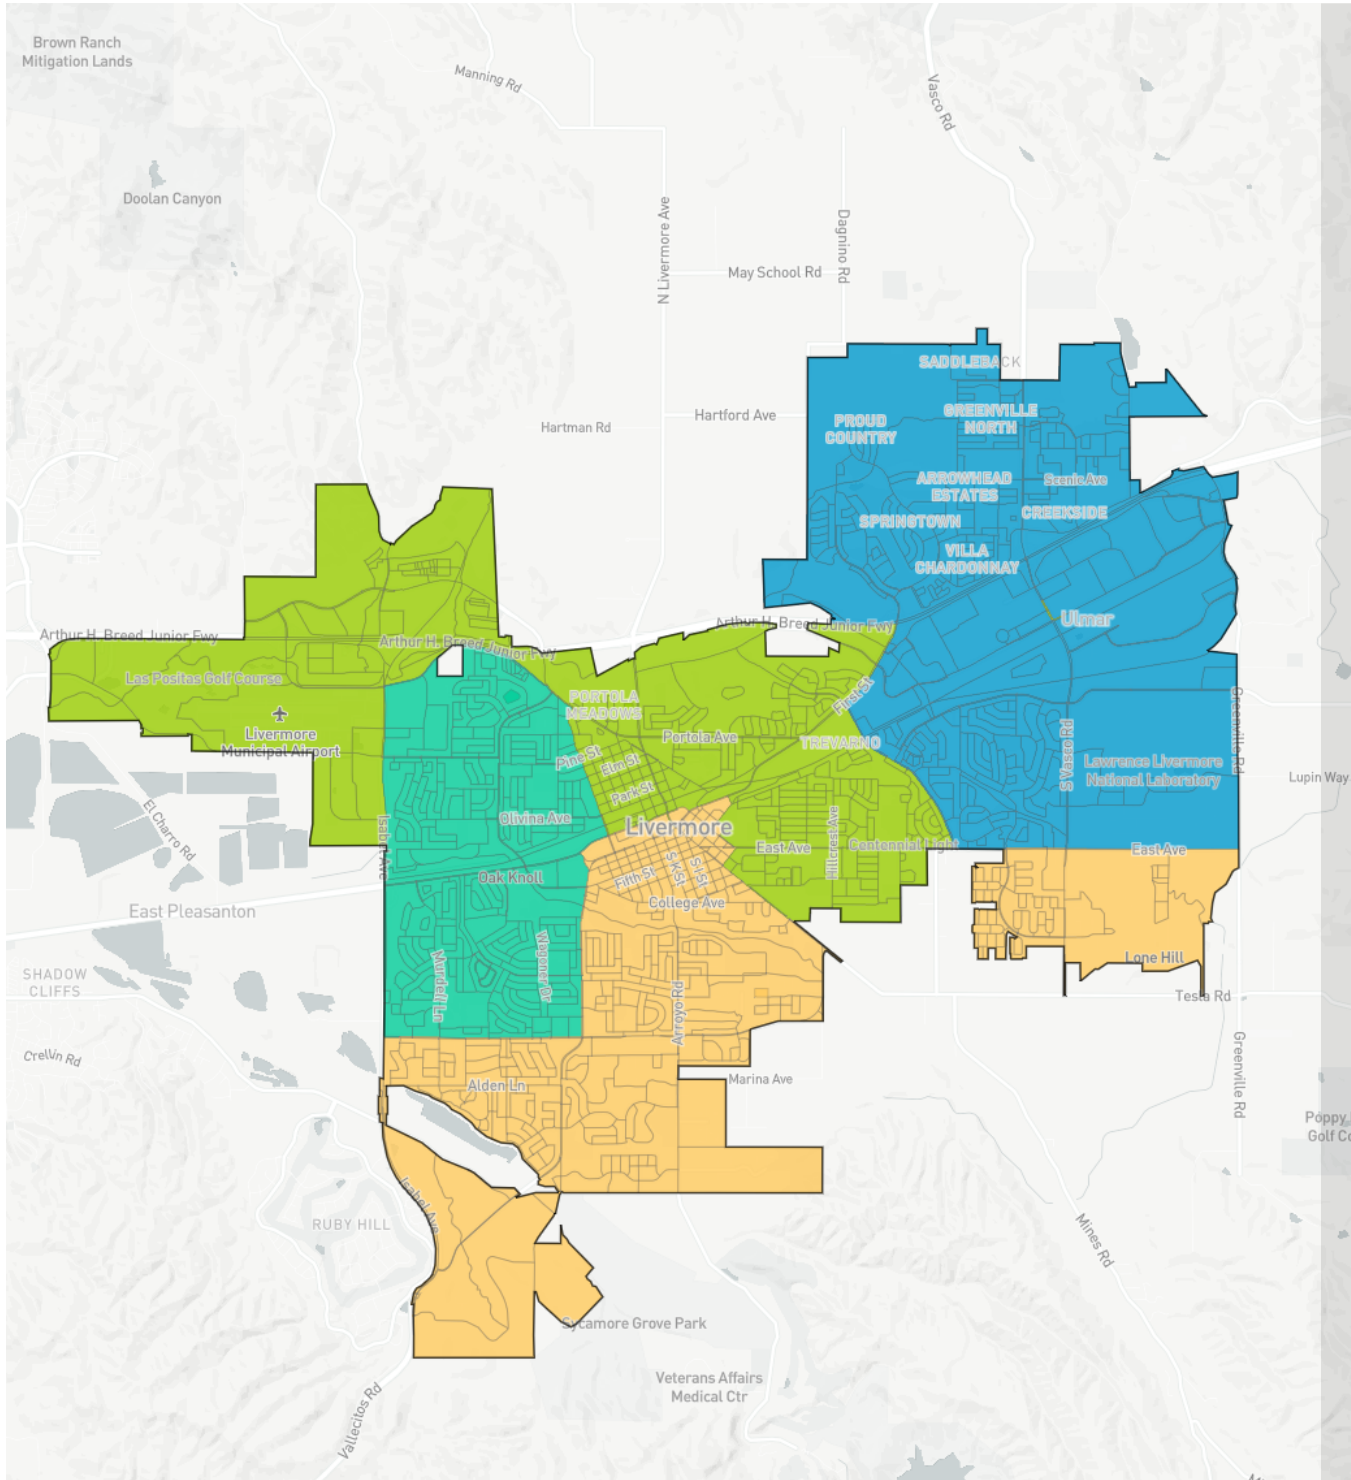 Brown Ranch
Mitigation Lands
Manning Rd
Vasco Rd
Doolan Canyon
N Livermore Ave
Dagnino Rd
May School Rd
SADDLEBACK
Hartford Ave
Hartman Rd
PROUD
COUNTRY
GREENVILLE
NORTH
ARROWHEAD
ESTATES
Scenic Ave
SPRINGTOWN
CREEKSIDE
VILLA
CHARDONNAY
Ulmar
Arthur H. Breed Junior Fwy
Arthur H. Breed Junior Fwy
Arthur H. Breed Junior Fwy
Las Positas Golf Course
Livermore
Municipal Airport
PORTOLA
MEADOWS
First St
Portola Ave
TREVARNO
Pine St
Elm St
Park St
S Vasco Rd
Greenville Rd
Lawrence Livermore
National Laboratory
Lupin Way
El Charro Rd
Isabel Ave
Olivina Ave
Livermore
East Ave
Hillcrest Ave
Centennial Light
East Ave
Oak Knoll
Fifth St
S K St
S I St
College Ave
East Pleasanton
SHADOW
CLIFFS
Murdell Ln
Wagoner Dr
Arroyo Rd
Lone Hill
Tesla Rd
Greenville Rd
Alden Ln
Marina Ave
Poppy
Golf Co
Isabel Ave
RUBY HILL
Mines Rd
Sycamore Grove Park
Veterans Affairs
Medical Ctr
Vallecitos Rd